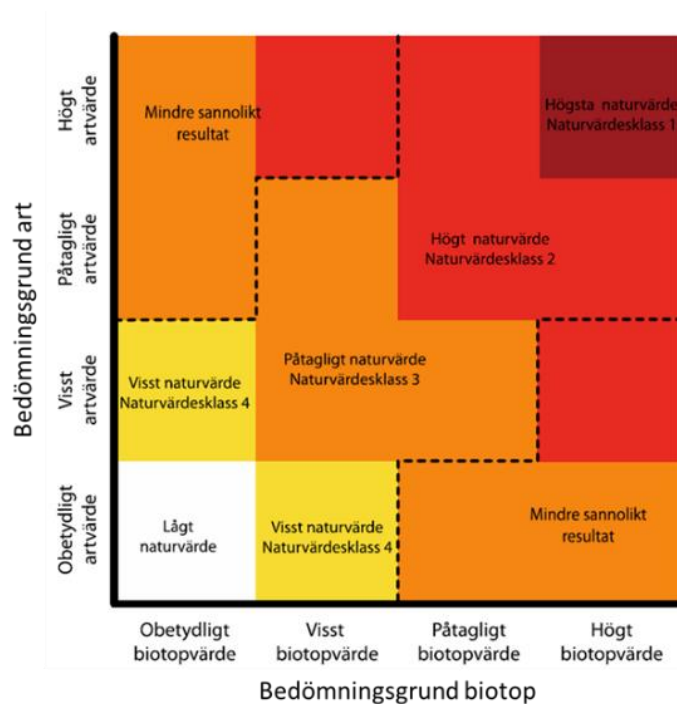 Bedömningsgrund art
Högt
artvärde
Påtagligt
artvärde
Visst
artvärde
Obetydligt
artvärde
Mindre sannolikt
resultat
Högsta naturvärde
Naturvärdesklass 1
Högt naturvärde
Naturvärdesklass 2
Påtagligt naturvärde
Naturvärdesklass 3
Visst naturvärde
Naturvärdesklass 4
Lågt
naturvärde
Visst naturvärde
Naturvärdesklass 4
Mindre sannolikt
resultat
Obetydligt
biotopvärde
Visst
biotopvärde
Påtagligt
biotopvärde
Högt
biotopvärde
Bedömningsgrund biotop